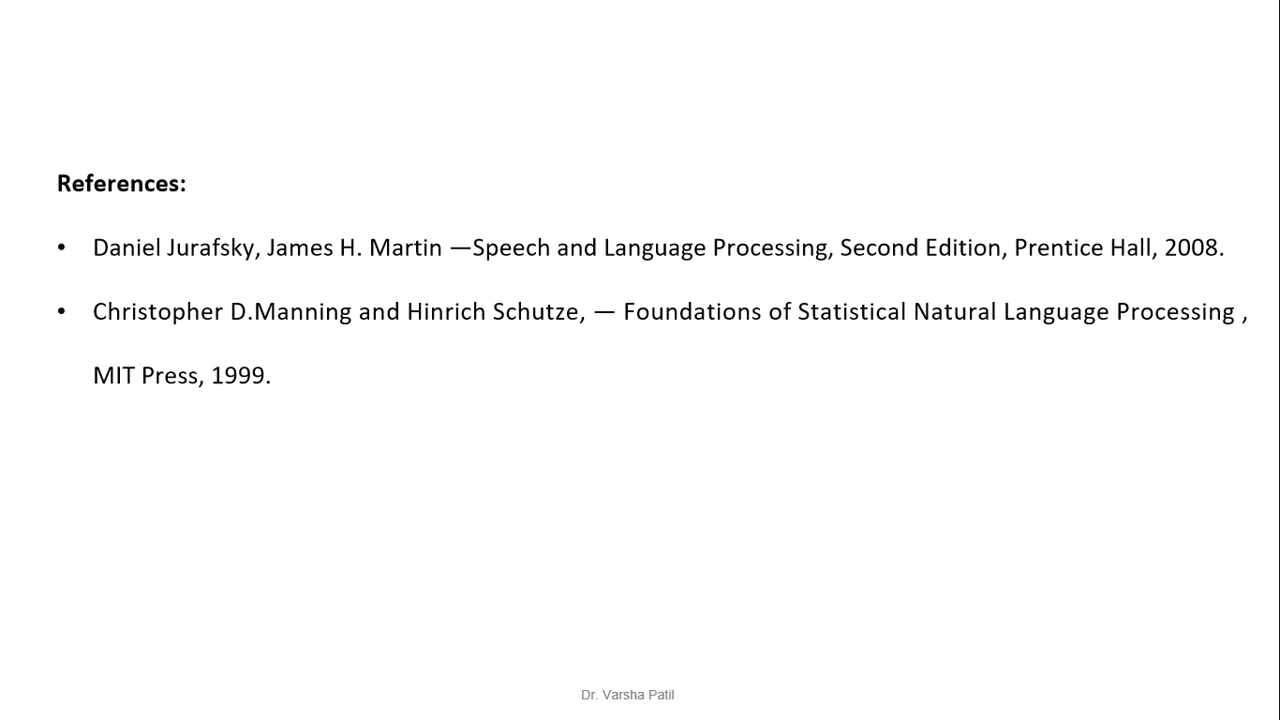 References:
• Daniel Jurafsky, James H. Martin —Speech and Language Processing, Second Edition, Prentice Hall, 2008.
• Christopher D.Manning and Hinrich Schutze, — Foundations of Statistical Natural Language Processing ,
MIT Press, 1999.
Dr. Varsha Patil